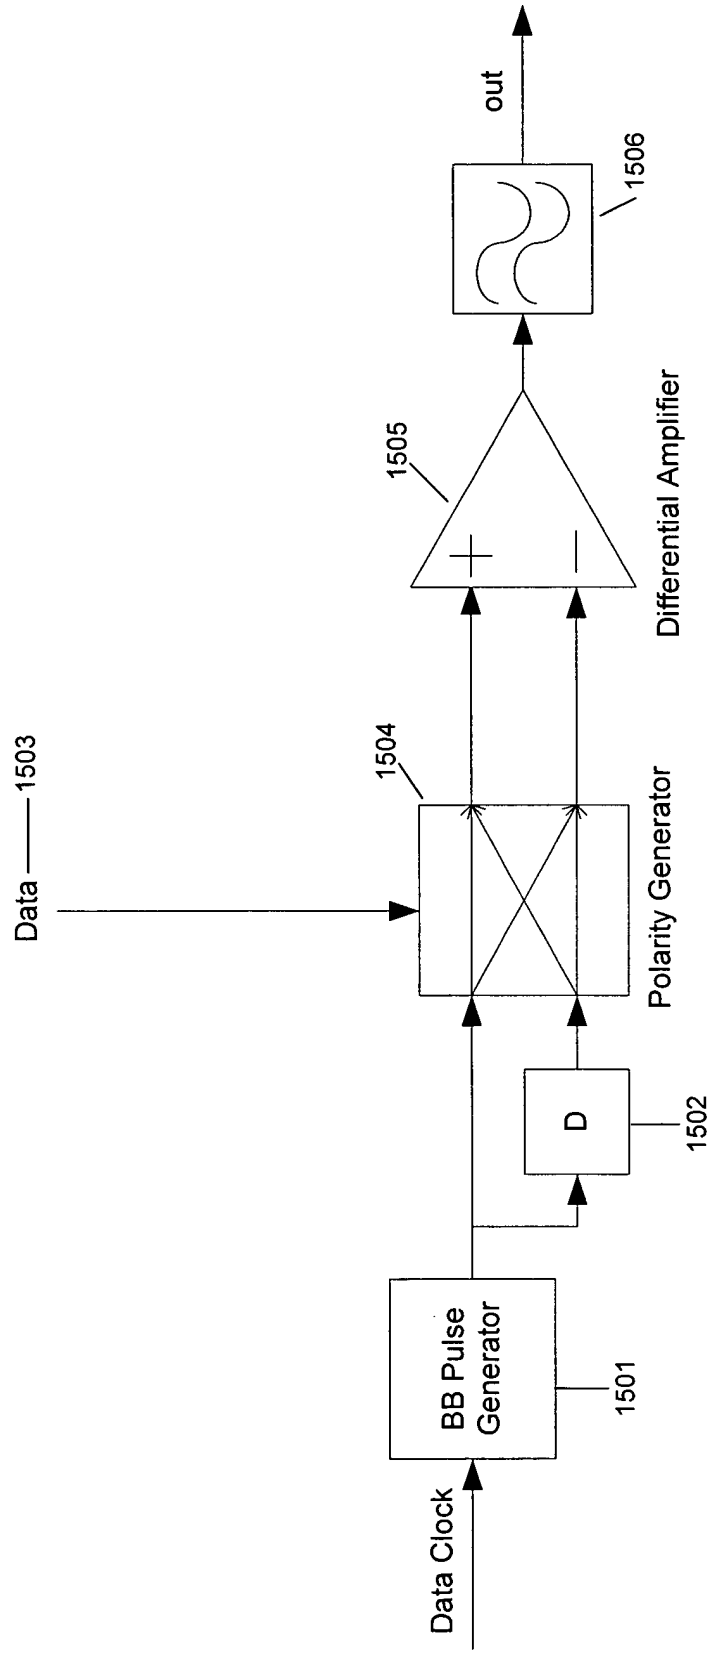 Data Clock
BB Pulse
Generator
1501
D
1502
Data
1503
1504
Polarity Generator
1505
Differential Amplifier
1506
out